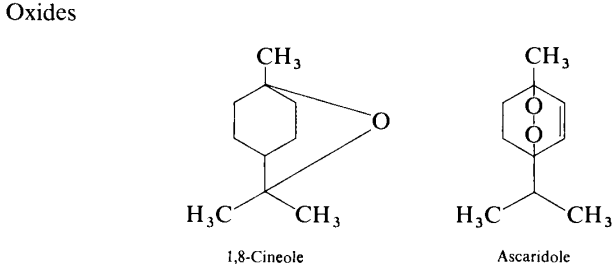 Oxides
CH3 CH3
O O
O
H3C CH3 H3C CH3
1,8-Cineole Ascaridole